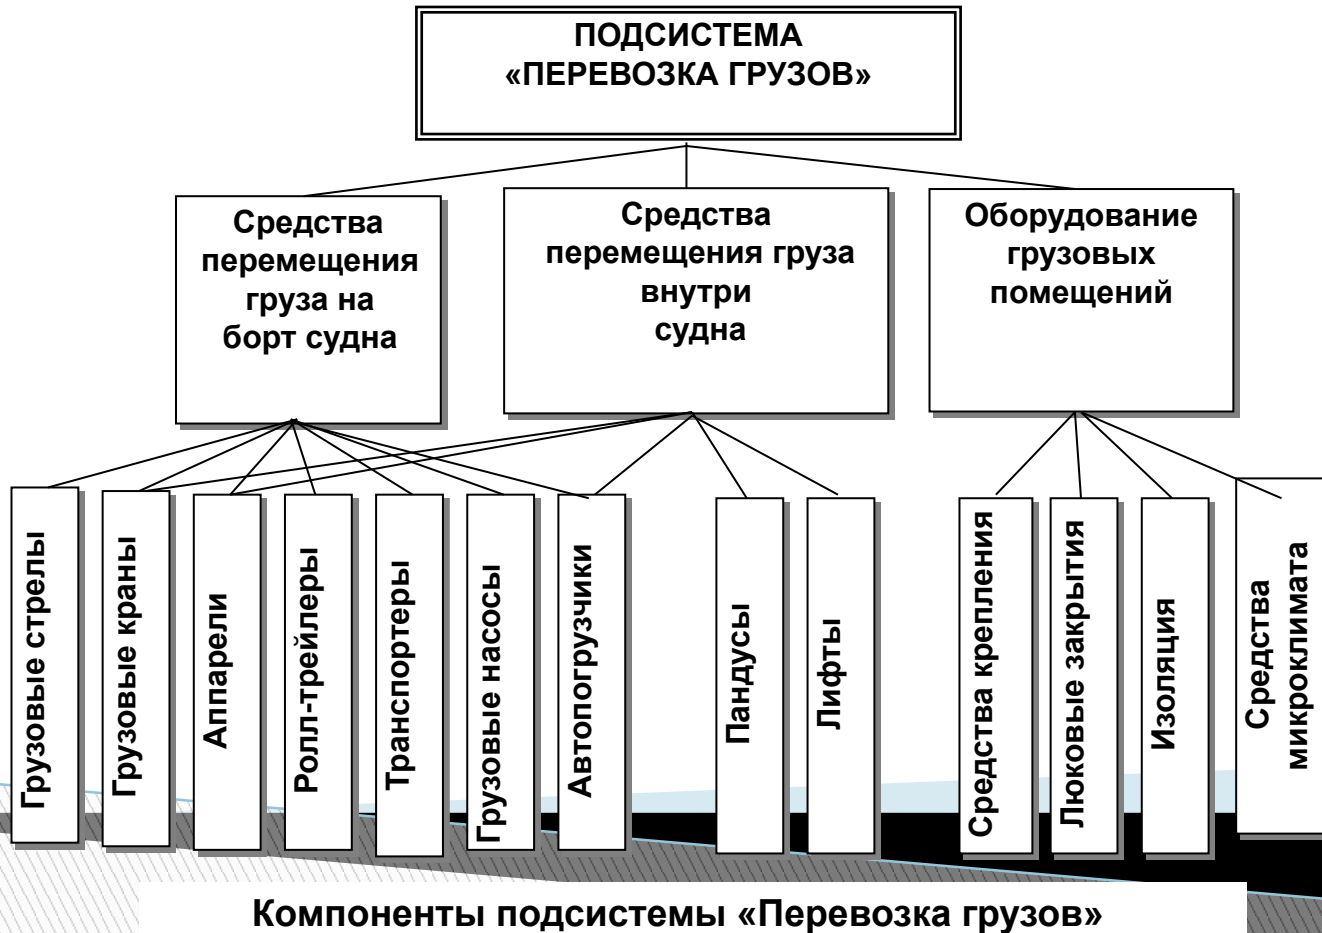 ПОДСИСТЕМА
«ПЕРЕВОЗКА ГРУЗОВ»
Средства
перемещения
груза на
борт судна
Средства
перемещения груза
внутри
судна
Оборудование
грузовых
помещений
Грузовые стрелы
Грузовые краны
Аппарели
Ролл-трейлеры
Транспортеры
Грузовые насосы
Автопогрузчики
Пандусы
Лифты
Средства крепления
Люковые закрытия
Изоляция
Средства
микроклимата
Компоненты подсистемы «Перевозка грузов»